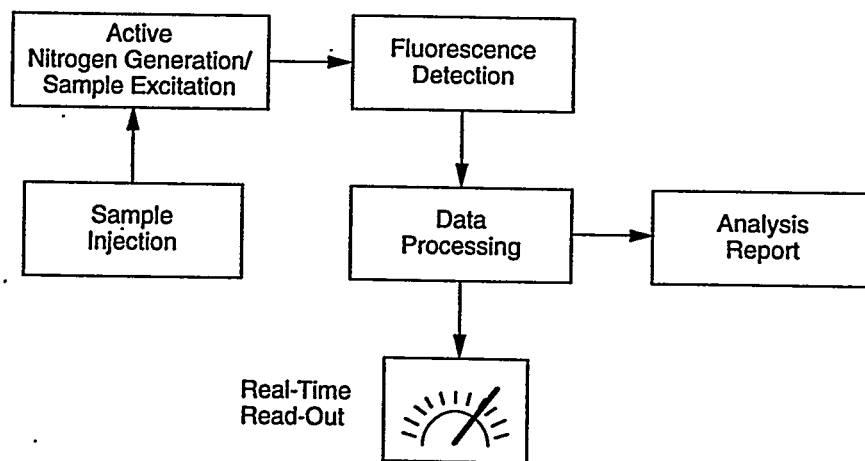 Active
Nitrogen Generation/
Sample Excitation
Fluorescence
Detection
Sample
Injection
Data
Processing
Analysis
Report
Real-Time
Read-Out